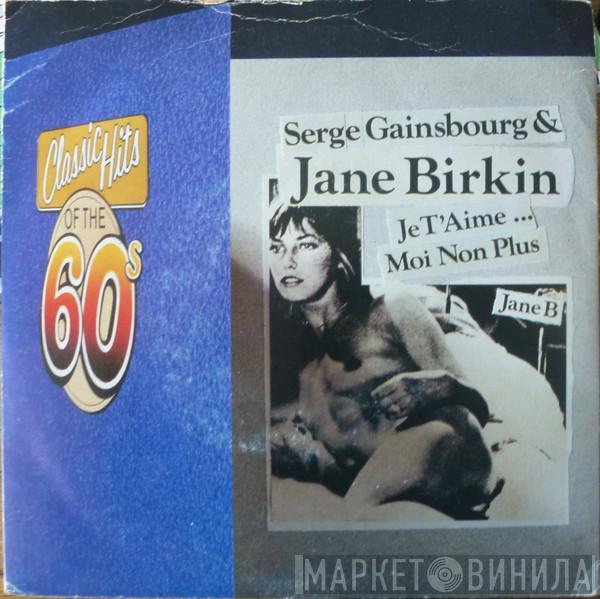 Classic Hits
OF THE
60s
Serge Gainsbourg &
Jane Birkin
Je T'Aime ...
Moi Non Plus
Jane B
МАРКЕТ ВИНИЛА